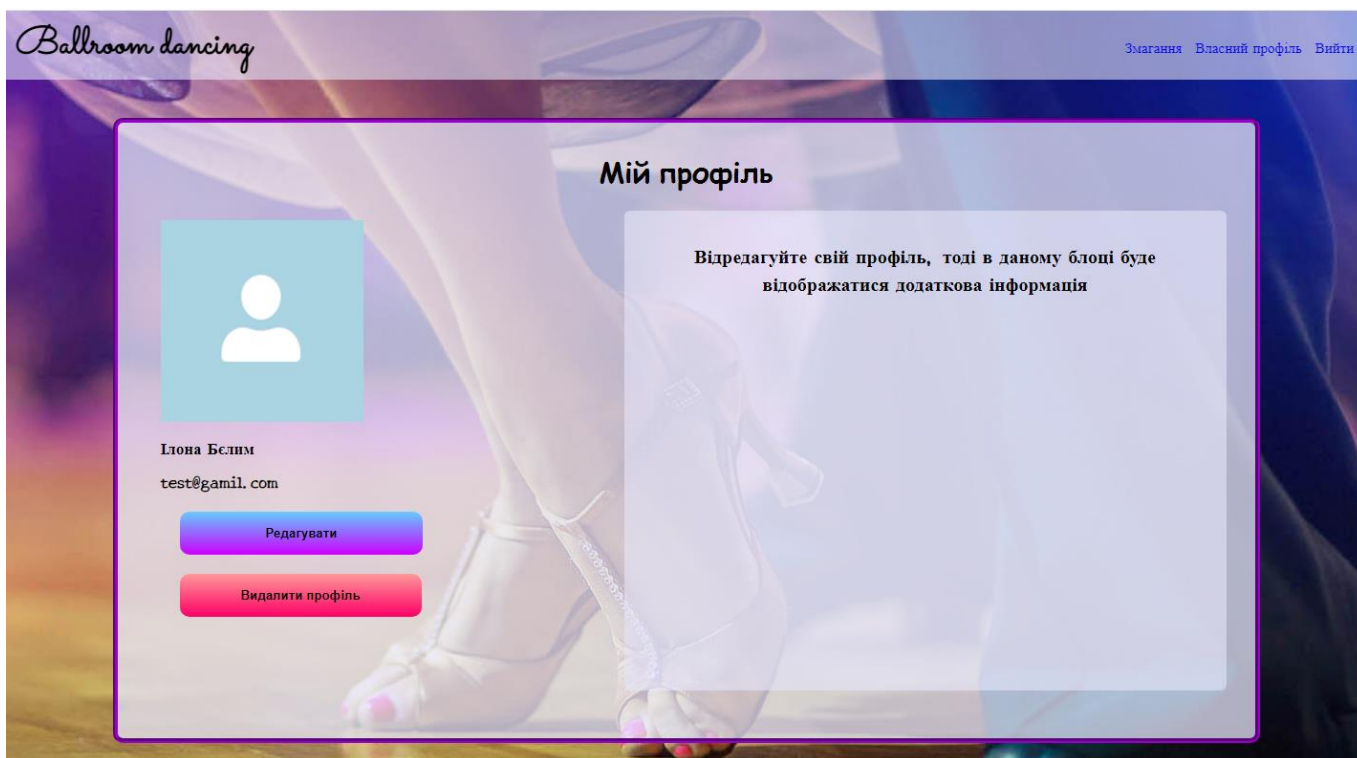 Ballroom dancing
Змагання Власний профіль Вийти
Мій профіль
Відредагуйте свій профіль, тоді в даному блоці буде
відображатися додаткова інформація
Ілона Бєлим
test@gamil.com
Редагувати
Видалити профіль